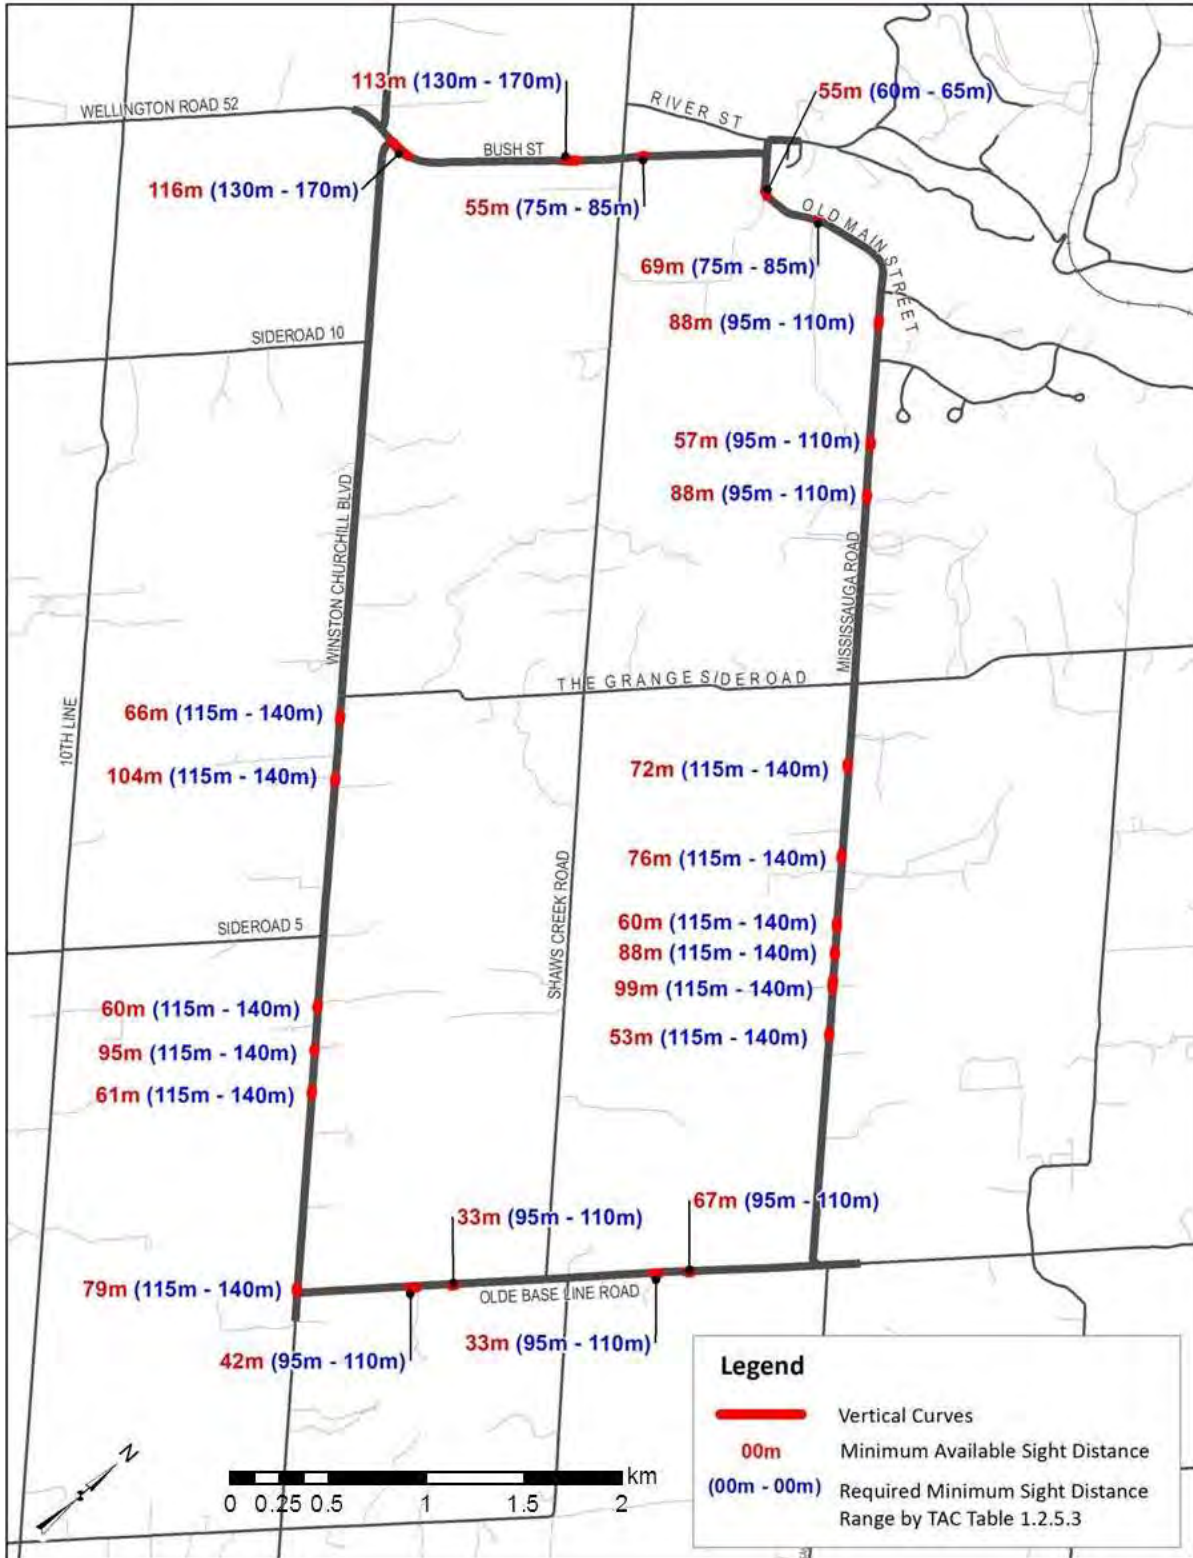 113m (130m - 170m)
55m (60m - 65m)
WELLINGTON ROAD 52
RIVER ST
BUSH ST
116m (130m - 170m)
55m (75m - 85m)
OLD MAIN STREET
69m (75m - 85m)
88m (95m - 110m)
SIDEROAD 10
57m (95m - 110m)
88m (95m - 110m)
WINSTON CHURCHILL BLVD
MISSISSAUGA ROAD
THE GRANGE SIDEROAD
10TH LINE
66m (115m - 140m)
104m (115m - 140m)
72m (115m - 140m)
76m (115m - 140m)
SHAWS CREEK ROAD
SIDEROAD 5
60m (115m - 140m)
88m (115m - 140m)
99m (115m - 140m)
60m (115m - 140m)
53m (115m - 140m)
95m (115m - 140m)
61m (115m - 140m)
67m (95m - 110m)
33m (95m - 110m)
79m (115m - 140m)
OLDE BASE LINE ROAD
33m (95m - 110m)
42m (95m - 110m)
N
km
0 0.25 0.5 1 1.5 2
Legend
Vertical Curves
00m Minimum Available Sight Distance
(00m - 00m) Required Minimum Sight Distance
Range by TAC Table 1.2.5.3